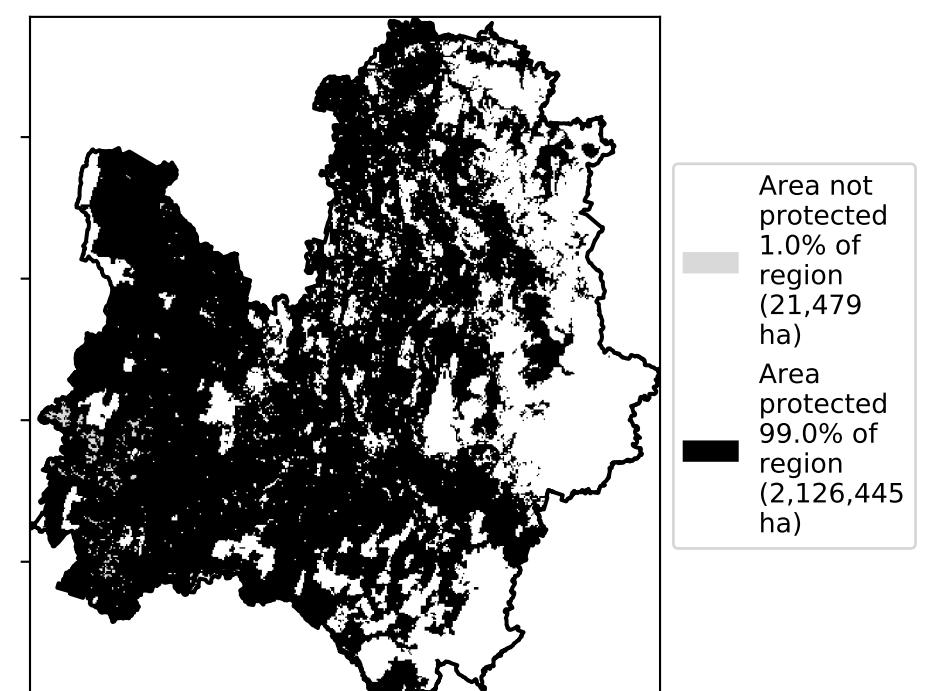 Area not
protected
1.0% of
region
(21,479
ha)
Area
protected
99.0% of
region
(2,126,445
ha)